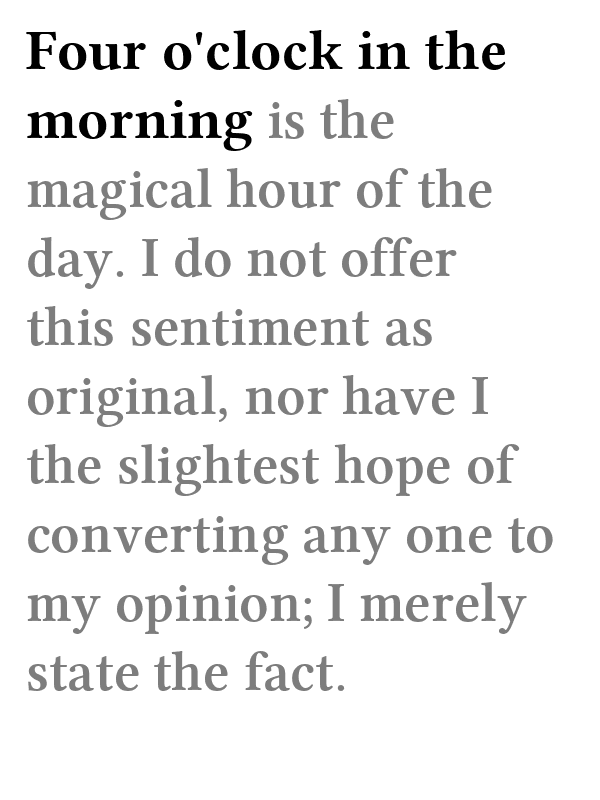 Four o'clock in the
morning is the
magical hour of the
day. I do not offer
this sentiment as
original, nor have I
the slightest hope of
converting any one to
my opinion; I merely
state the fact.